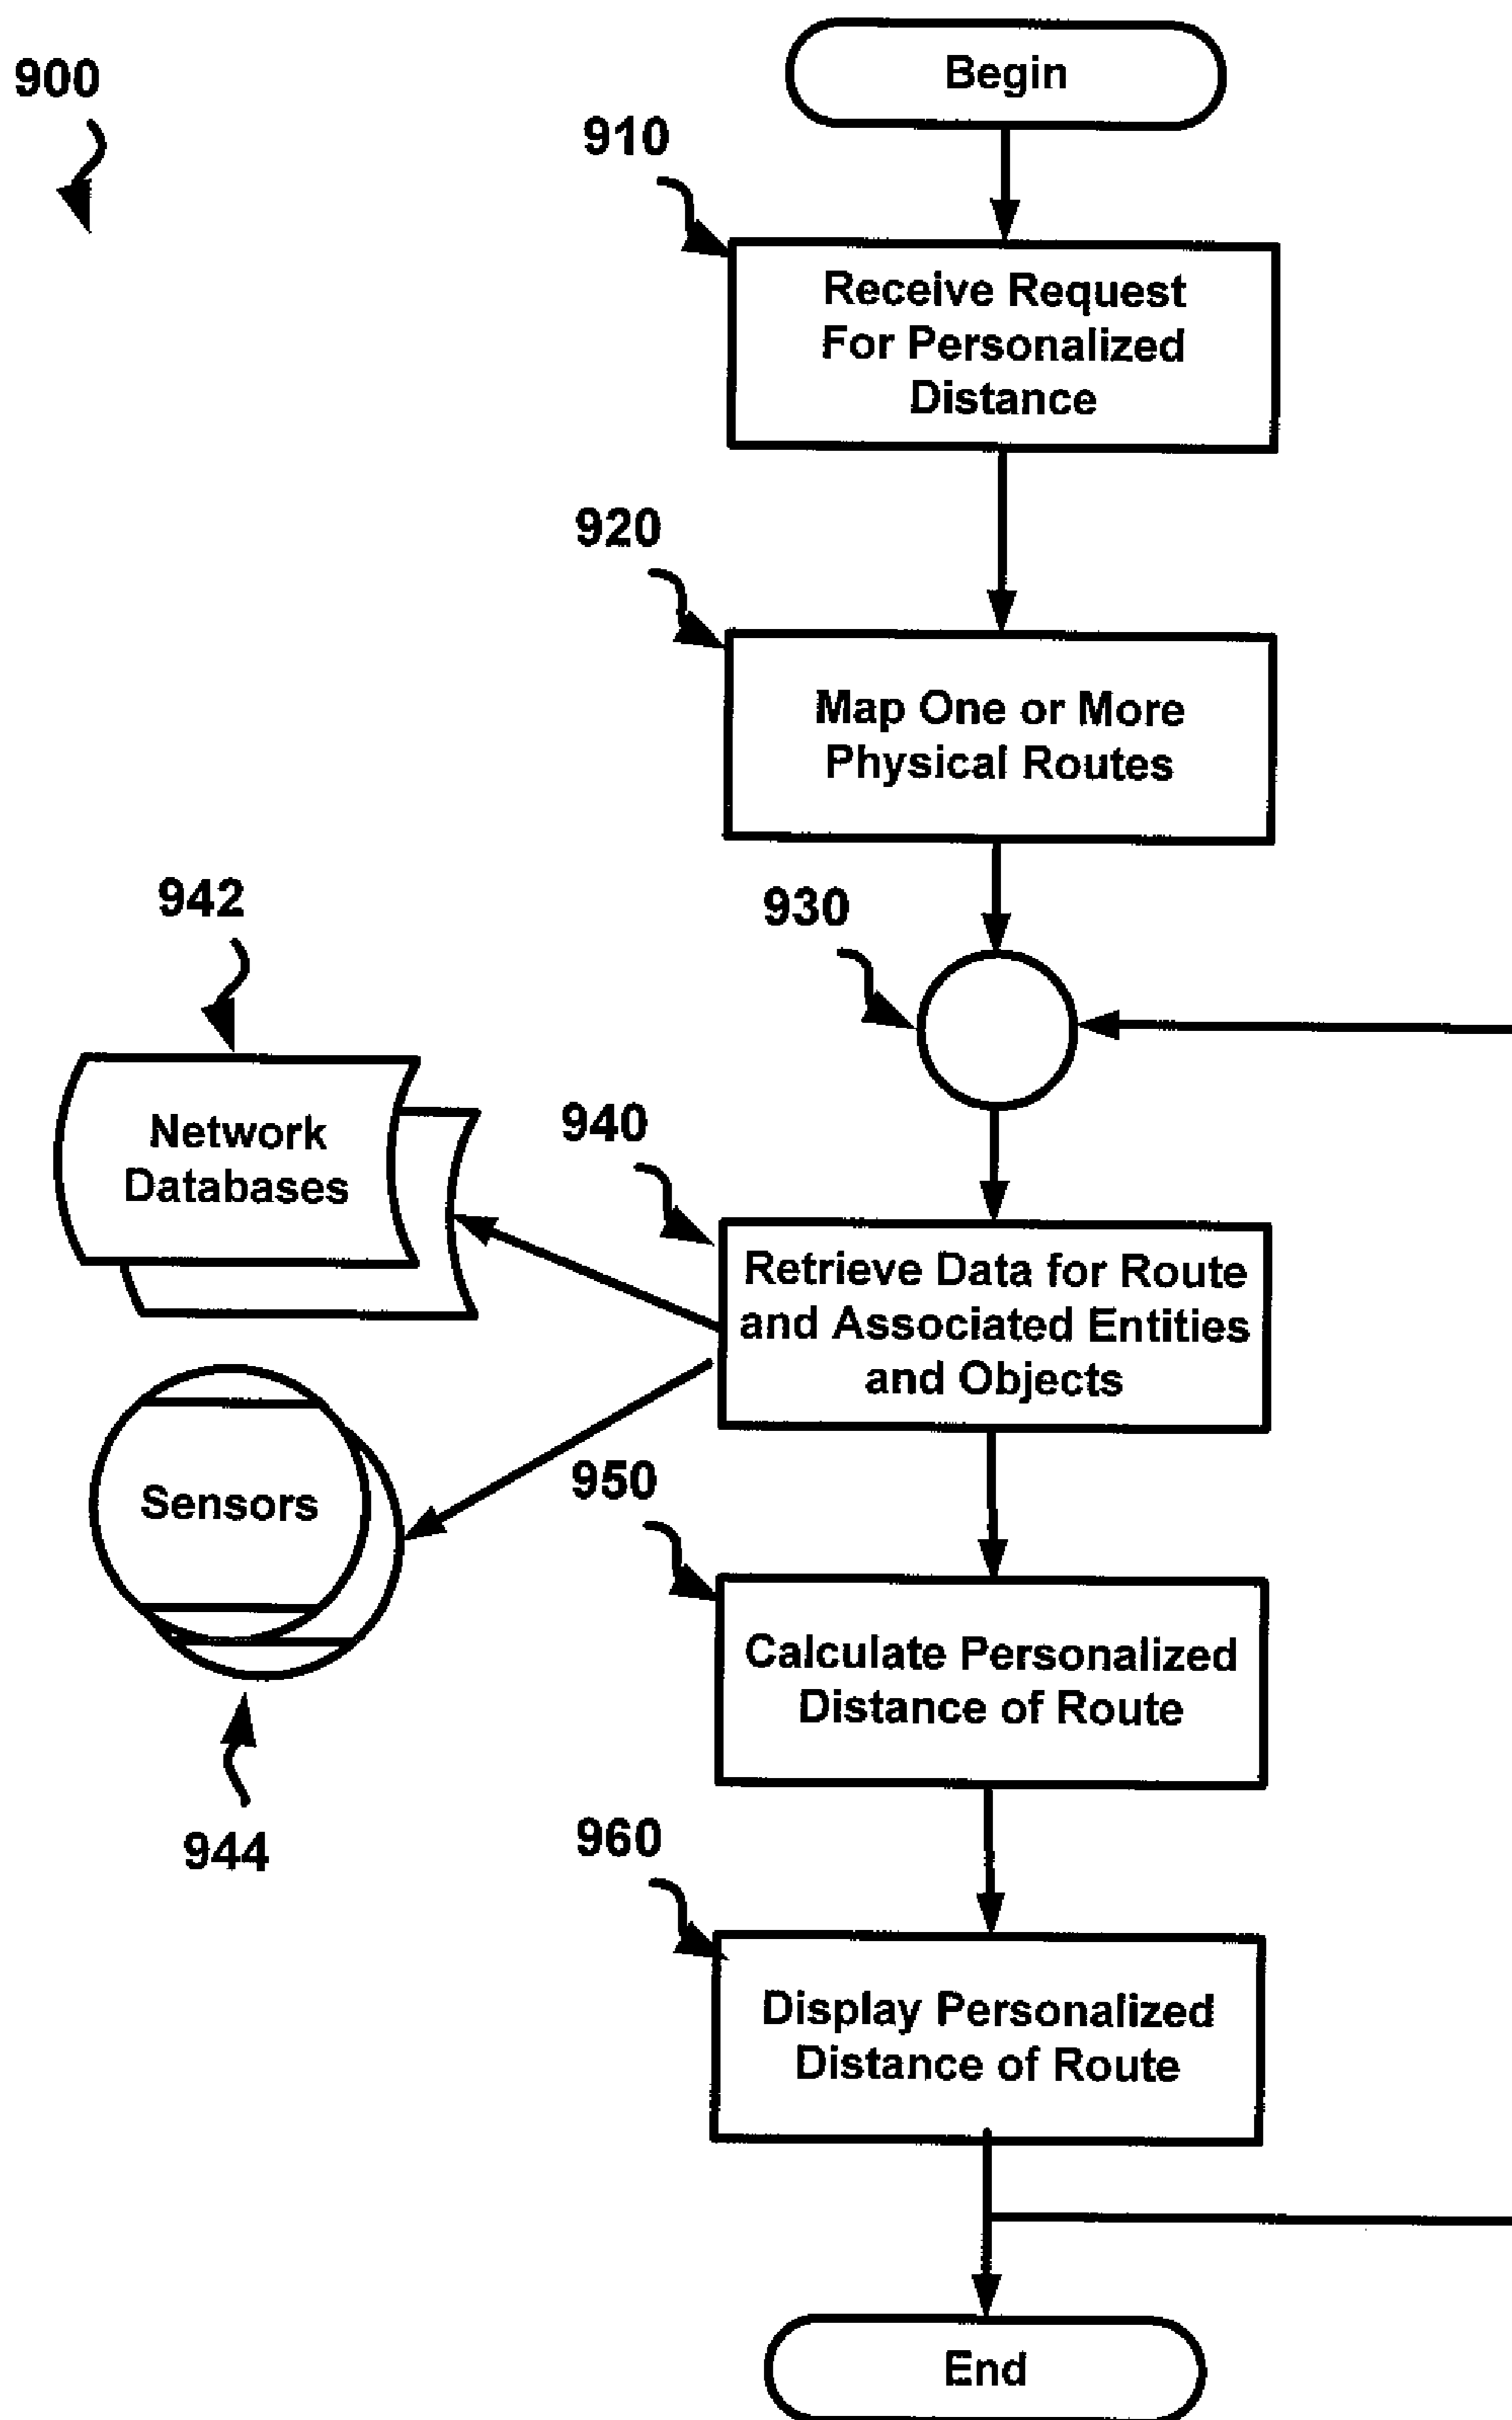 900
Begin
910
Receive Request
For Personalized
Distance
920
Map One or More
Physical Routes
942
930
Network
Databases
940
Retrieve Data for Route
and Associated Entities
and Objects
950
Sensors
Calculate Personalized
Distance of Route
944
960
Display Personalized
Distance of Route
End